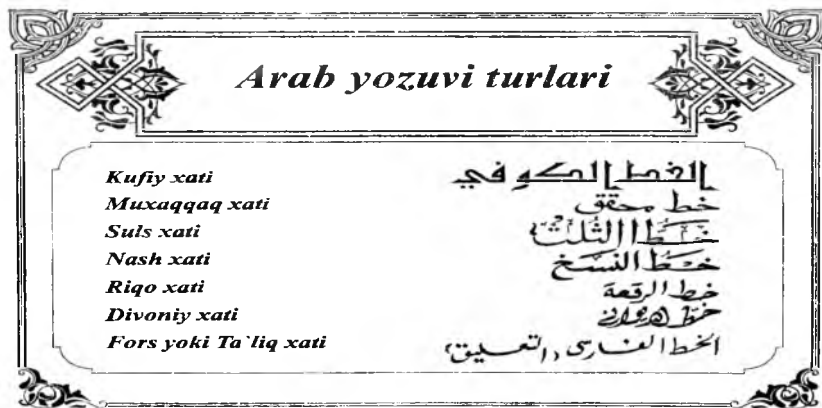 Arab yozuvi turlari
Kufiy xati الخط الكوفي
Muxaqqaq xati خط محقق
Suls xati خط الثلث
Nash xati خط النسخ
Riqo xati خط الرقعة
Divoniy xati خط ديواني
Fors yoki Ta`liq xati الخط الفارسي (التعليق)